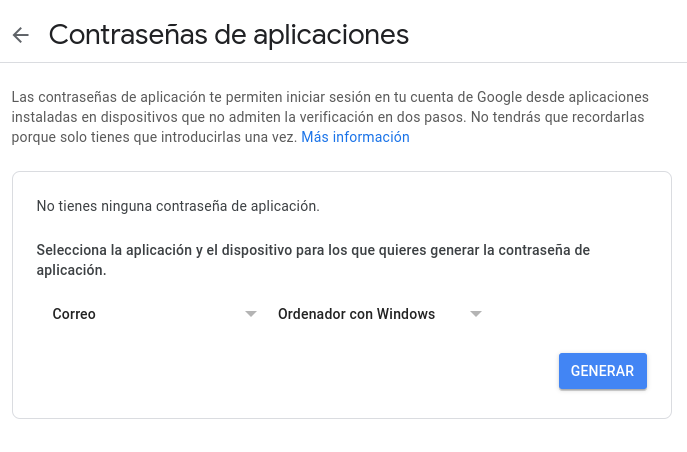 Contraseñas de aplicaciones
Las contraseñas de aplicación te permiten iniciar sesión en tu cuenta de Google desde aplicaciones
instaladas en dispositivos que no admiten la verificación en dos pasos. No tendrás que recordarlas
porque solo tienes que introducirlas una vez. Más información
No tienes ninguna contraseña de aplicación.
Selecciona la aplicación y el dispositivo para los que quieres generar la contraseña de
aplicación.
Correo Ordenador con Windows
GENERAR